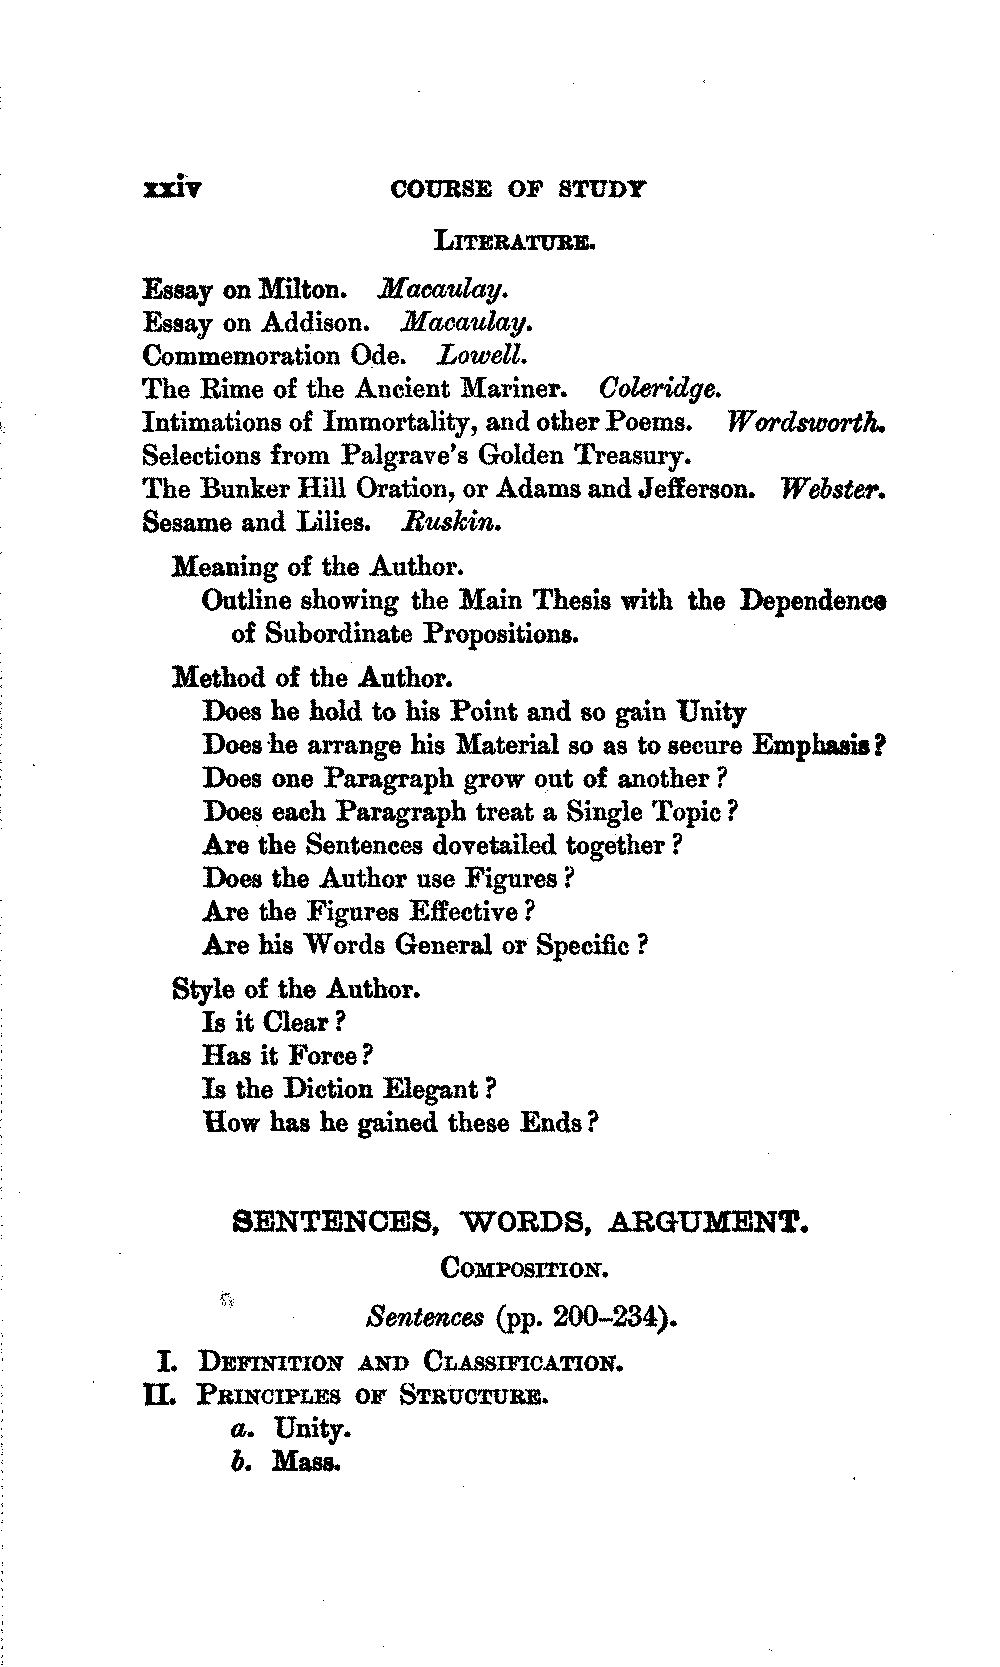 xxiv COURSE OF STUDY
LITERATURE.
Essay on Milton. Macaulay.
Essay on Addison. Macaulay.
Commemoration Ode. Lowell.
The Rime of the Ancient Mariner. Coleridge.
Intimations of Immortality, and other Poems. Wordsworth.
Selections from Palgrave's Golden Treasury.
The Bunker Hill Oration, or Adams and Jefferson. Webster.
Sesame and Lilies. Ruskin.
Meaning of the Author.
Outline showing the Main Thesis with the Dependence
of Subordinate Propositions.
Method of the Author.
Does he hold to his Point and so gain Unity
Does he arrange his Material so as to secure Emphasis?
Does one Paragraph grow out of another?
Does each Paragraph treat a Single Topic?
Are the Sentences dovetailed together?
Does the Author use Figures?
Are the Figures Effective?
Are his Words General or Specific?
Style of the Author.
Is it Clear?
Has it Force?
Is the Diction Elegant?
How has he gained these Ends?
SENTENCES, WORDS, ARGUMENT.
COMPOSITION.
Sentences (pp. 200–234).
I. DEFINITION AND CLASSIFICATION.
II. PRINCIPLES OF STRUCTURE.
a. Unity.
b. Mass.